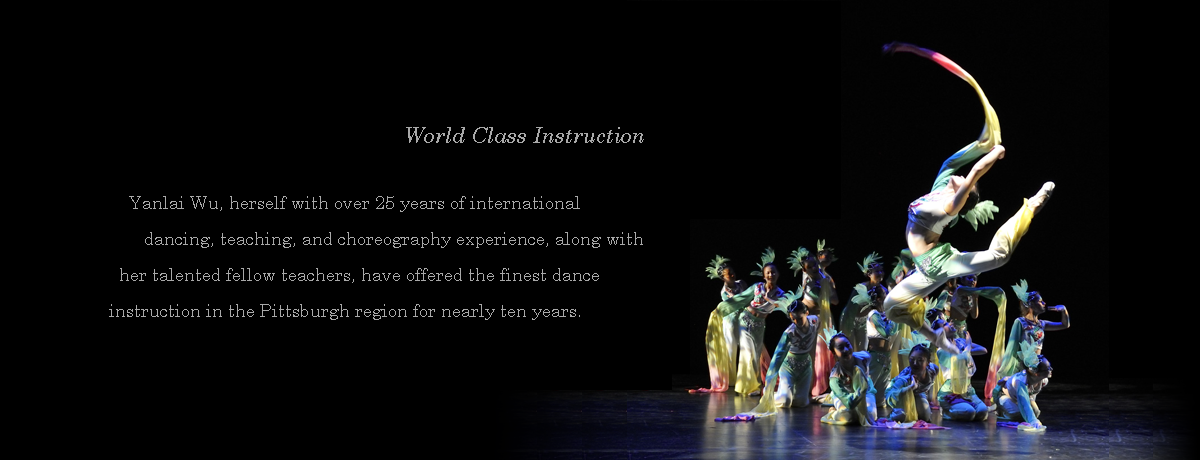 World Class Instruction
Yanlai Wu, herself with over 25 years of international
dancing, teaching, and choreography experience, along with
her talented fellow teachers, have offered the finest dance
instruction in the Pittsburgh region for nearly ten years.